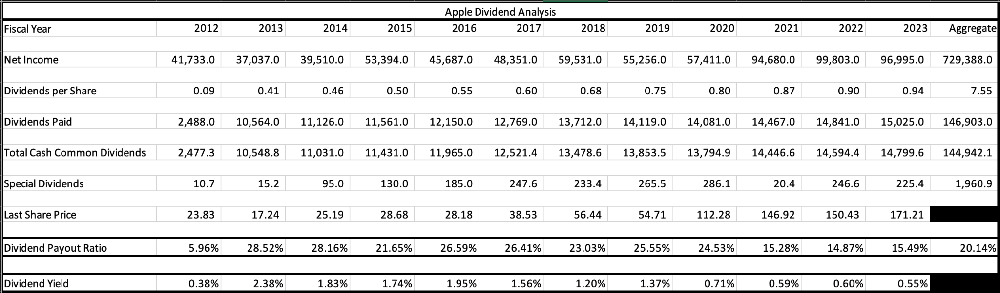 Apple Dividend Analysis
Fiscal Year 2012 2013 2014 2015 2016 2017 2018 2019 2020 2021 2022 2023 Aggregate
Net Income 41,733.0 37,037.0 39,510.0 53,394.0 45,687.0 48,351.0 59,531.0 55,256.0 57,411.0 94,680.0 99,803.0 96,995.0 729,388.0
Dividends per Share 0.09 0.41 0.46 0.50 0.55 0.60 0.68 0.75 0.80 0.87 0.90 0.94 7.55
Dividends Paid 2,488.0 10,564.0 11,126.0 11,561.0 12,150.0 12,769.0 13,712.0 14,119.0 14,081.0 14,467.0 14,841.0 15,025.0 146,903.0
Total Cash Common Dividends 2,477.3 10,548.8 11,031.0 11,431.0 11,965.0 12,521.4 13,478.6 13,853.5 13,794.9 14,446.6 14,594.4 14,799.6 144,942.1
Special Dividends 10.7 15.2 95.0 130.0 185.0 247.6 233.4 265.5 286.1 20.4 246.6 225.4 1,960.9
Last Share Price 23.83 17.24 25.19 28.68 28.18 38.53 56.44 54.71 112.28 146.92 150.43 171.21
Dividend Payout Ratio 5.96% 28.52% 28.16% 21.65% 26.59% 26.41% 23.03% 25.55% 24.53% 15.28% 14.87% 15.49% 20.14%
Dividend Yield 0.38% 2.38% 1.83% 1.74% 1.95% 1.56% 1.20% 1.37% 0.71% 0.59% 0.60% 0.55%